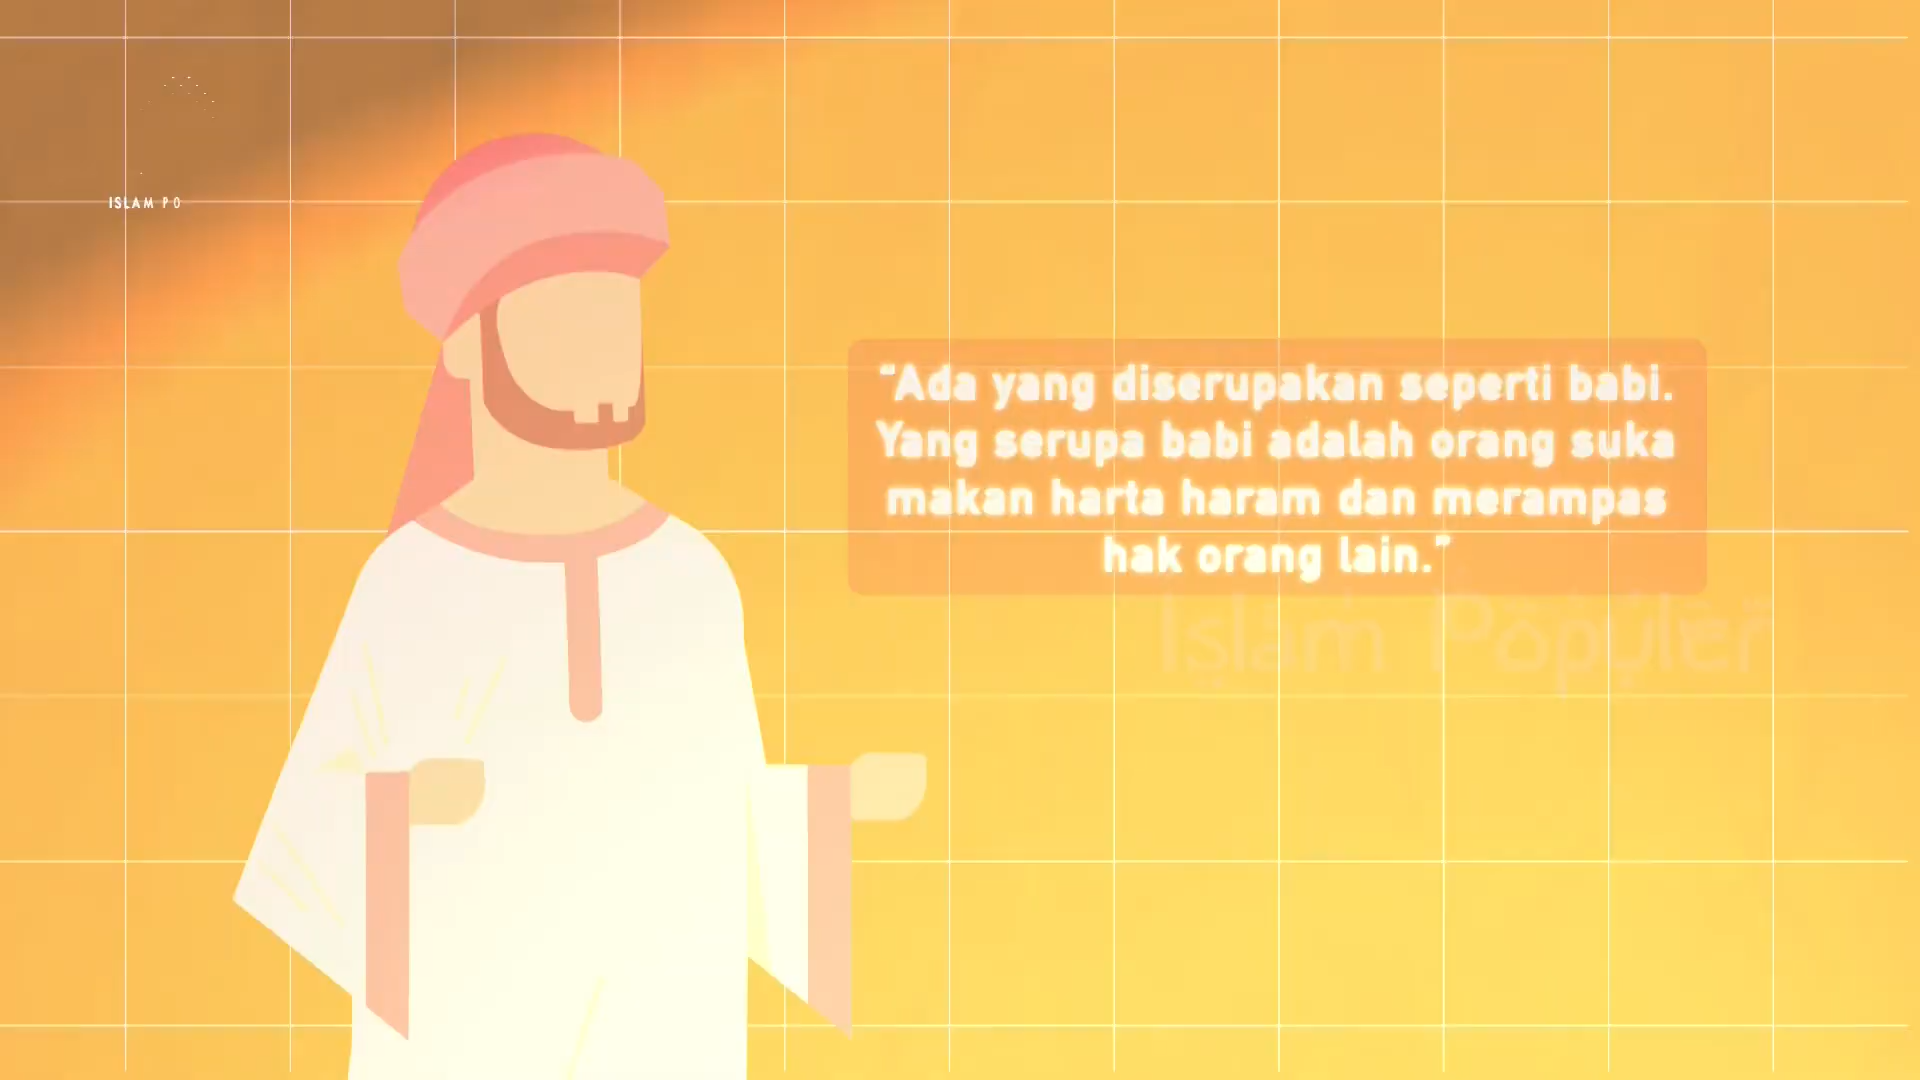 ISLAM PO
"Ada yang diserupakan seperti babi.
Yang serupa babi adalah orang suka
makan harta haram dan merampas
hak orang lain."
Islam Populer